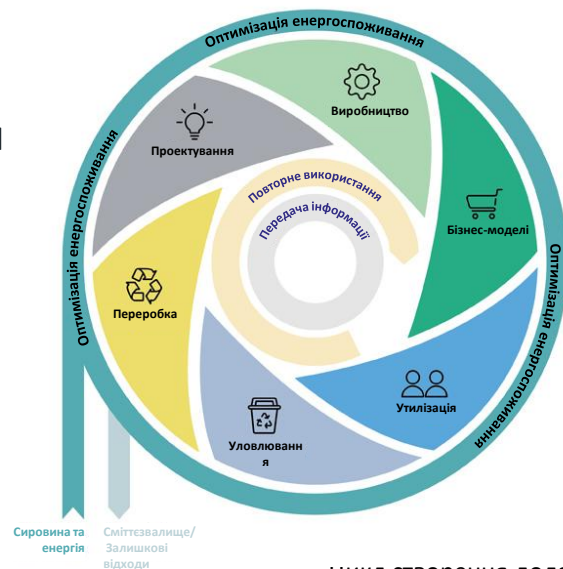 Оптимізація енергоспоживання
Виробництво
Проектування
Повторне використання
Передача інформації
Бізнес-моделі
Оптимізація енергоспоживання
Оптимізація енергоспоживання
Переробка
Утилізація
Уловлюванн
я
Сировина та
енергія
Сміттєзвалище/
Залишкові
відходи